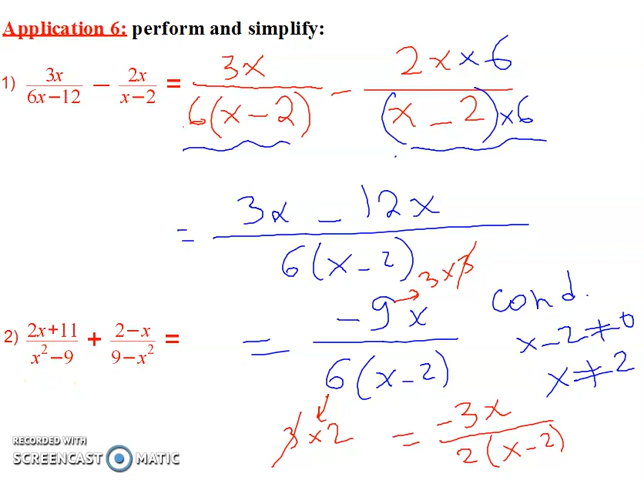 Application 6: perform and simplify:
1) 3x/(6x−12) − 2x/(x−2) = 3x/(6(x−2)) − (2x×6)/((x−2)×6)
= (3x − 12x)/(6(x−2))
3×3
= −9x/(6(x−2))
cond.
x−2≠0
x≠2
2) (2x+11)/(x²−9) + (2−x)/(9−x²) =
3×2
= −3x/(2(x−2))
RECORDED WITH
SCREENCAST MATIC